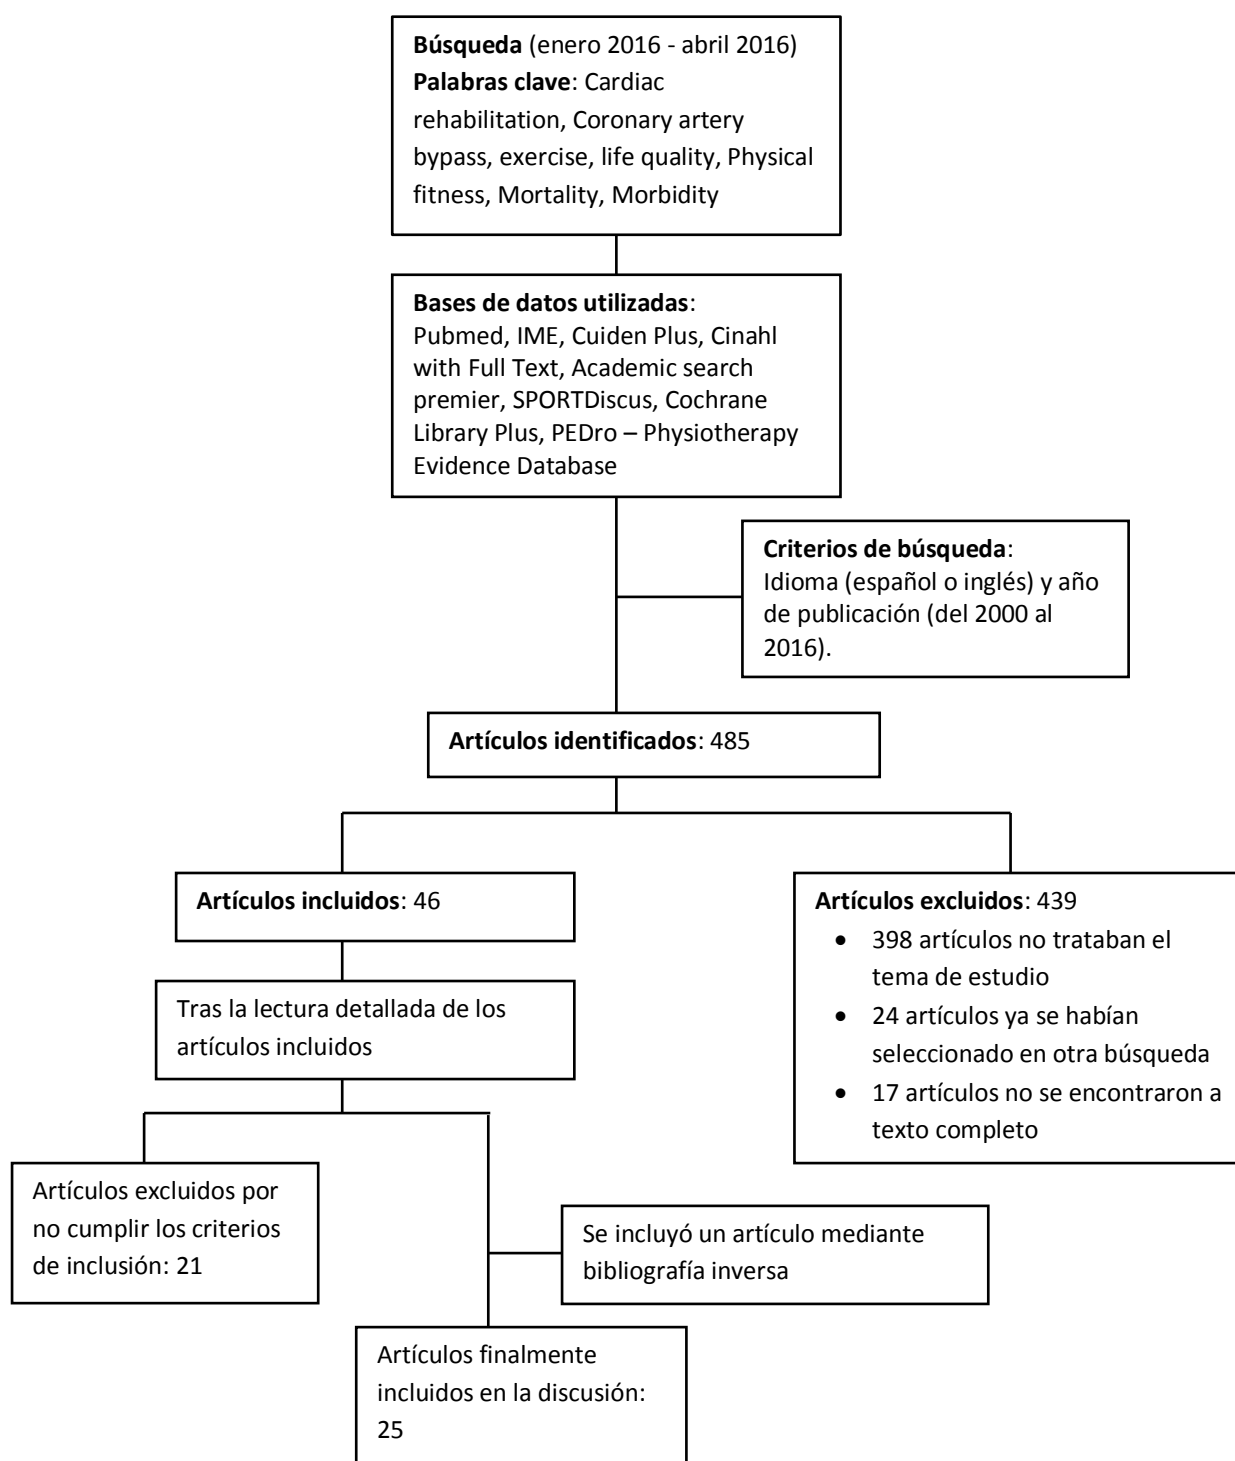 Búsqueda (enero 2016 - abril 2016)
Palabras clave: Cardiac
rehabilitation, Coronary artery
bypass, exercise, life quality, Physical
fitness, Mortality, Morbidity
Bases de datos utilizadas:
Pubmed, IME, Cuiden Plus, Cinahl
with Full Text, Academic search
premier, SPORTDiscus, Cochrane
Library Plus, PEDro – Physiotherapy
Evidence Database
Criterios de búsqueda:
Idioma (español o inglés) y año
de publicación (del 2000 al
2016).
Artículos identificados: 485
Artículos incluidos: 46
Artículos excluidos: 439
• 398 artículos no trataban el
tema de estudio
• 24 artículos ya se habían
seleccionado en otra búsqueda
• 17 artículos no se encontraron a
texto completo
Tras la lectura detallada de los
artículos incluidos
Artículos excluidos por
no cumplir los criterios
de inclusión: 21
Se incluyó un artículo mediante
bibliografía inversa
Artículos finalmente
incluidos en la discusión:
25